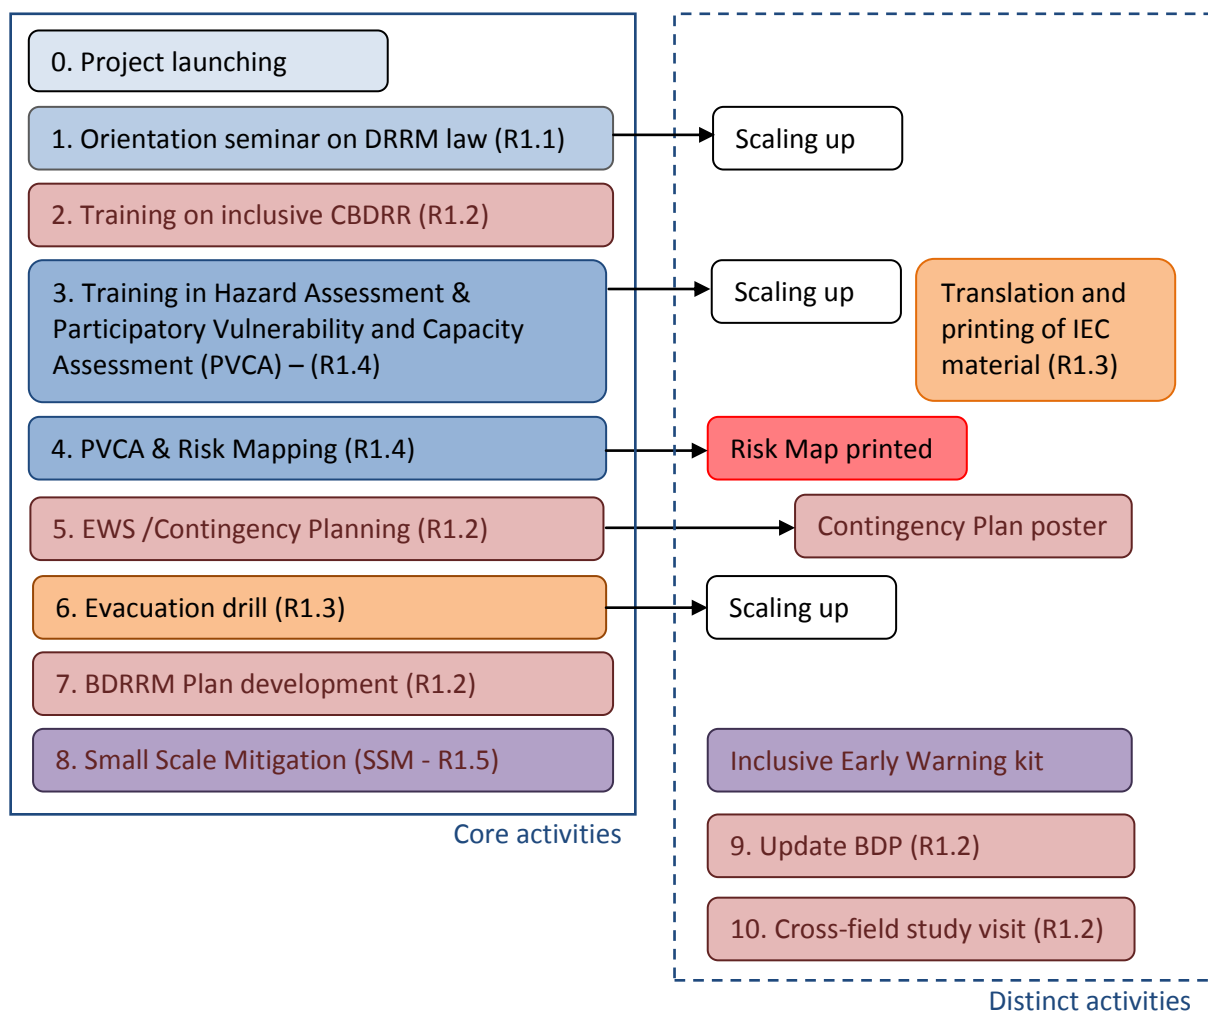 0. Project launching
1. Orientation seminar on DRRM law (R1.1)
Scaling up
2. Training on inclusive CBDRR (R1.2)
3. Training in Hazard Assessment &
Participatory Vulnerability and Capacity
Assessment (PVCA) – (R1.4)
Scaling up
Translation and
printing of IEC
material (R1.3)
4. PVCA & Risk Mapping (R1.4)
Risk Map printed
5. EWS /Contingency Planning (R1.2)
Contingency Plan poster
6. Evacuation drill (R1.3)
Scaling up
7. BDRRM Plan development (R1.2)
8. Small Scale Mitigation (SSM - R1.5)
Inclusive Early Warning kit
Core activities
9. Update BDP (R1.2)
10. Cross-field study visit (R1.2)
Distinct activities